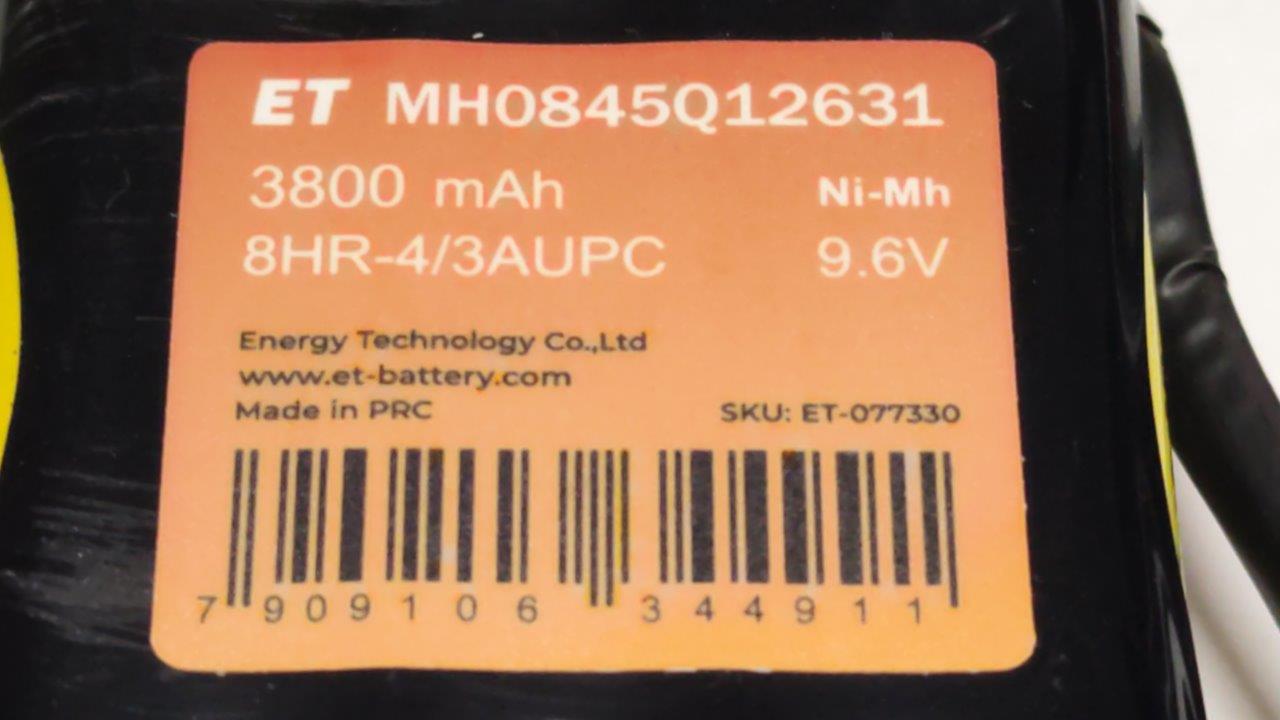 ET MH0845Q12631
3800 mAh Ni-Mh
8HR-4/3AUPC 9.6V
Energy Technology Co.,Ltd
www.et-battery.com
Made in PRC SKU: ET-077330
7 909106 344911